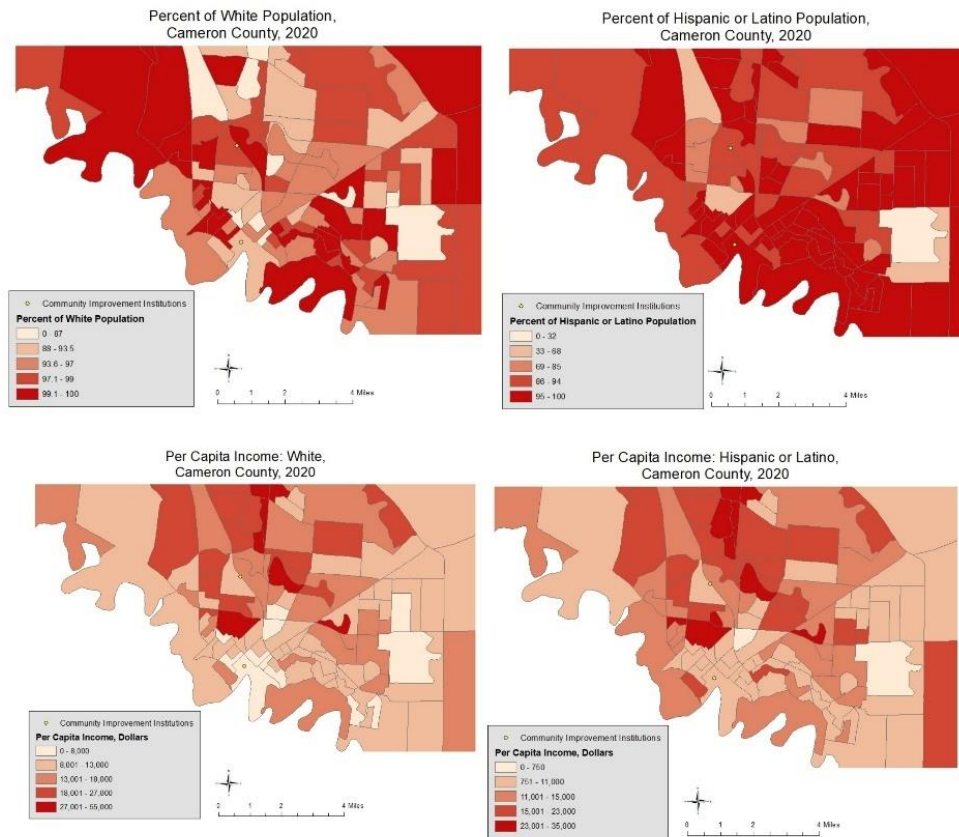 Percent of White Population,
Cameron County, 2020
Community Improvement Institutions
Percent of White Population
0 - 87
88 - 93.5
93.6 - 97
97.1 - 99
99.1 - 100
0 1 2 4 Miles
Percent of Hispanic or Latino Population,
Cameron County, 2020
Community Improvement Institutions
Percent of Hispanic or Latino Population
0 - 32
33 - 68
69 - 85
86 - 94
95 - 100
0 1 2 4 Miles
Per Capita Income: White,
Cameron County, 2020
Community Improvement Institutions
Per Capita Income, Dollars
0 - 8,000
8,001 - 13,000
13,001 - 18,000
18,001 - 27,000
27,001 - 55,000
0 1 2 4 Miles
Per Capita Income: Hispanic or Latino,
Cameron County, 2020
Community Improvement Institutions
Per Capita Income, Dollars
0 - 750
751 - 11,000
11,001 - 15,000
15,001 - 23,000
23,001 - 35,000
0 1 2 4 Miles